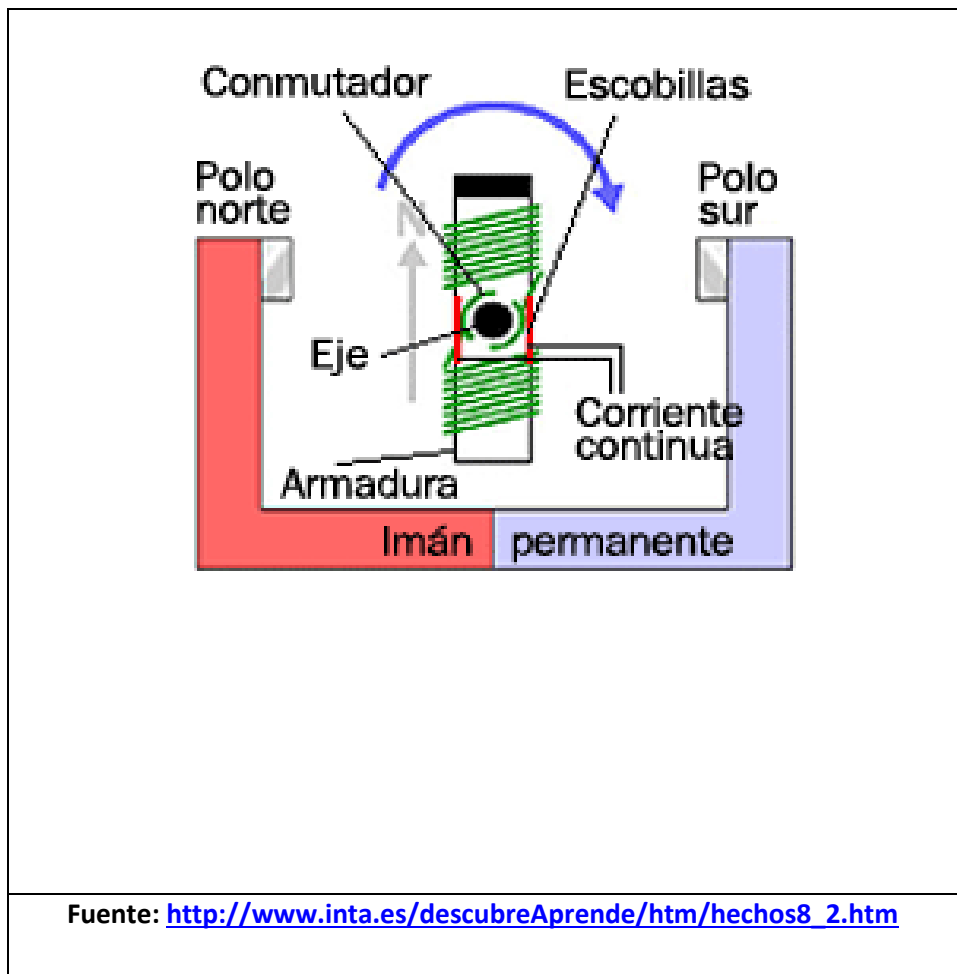 Conmutador
Escobillas
Polo
norte
Polo
sur
N
Eje
Corriente
continua
Armadura
Imán permanente
Fuente: http://www.inta.es/descubreAprende/htm/hechos8_2.htm